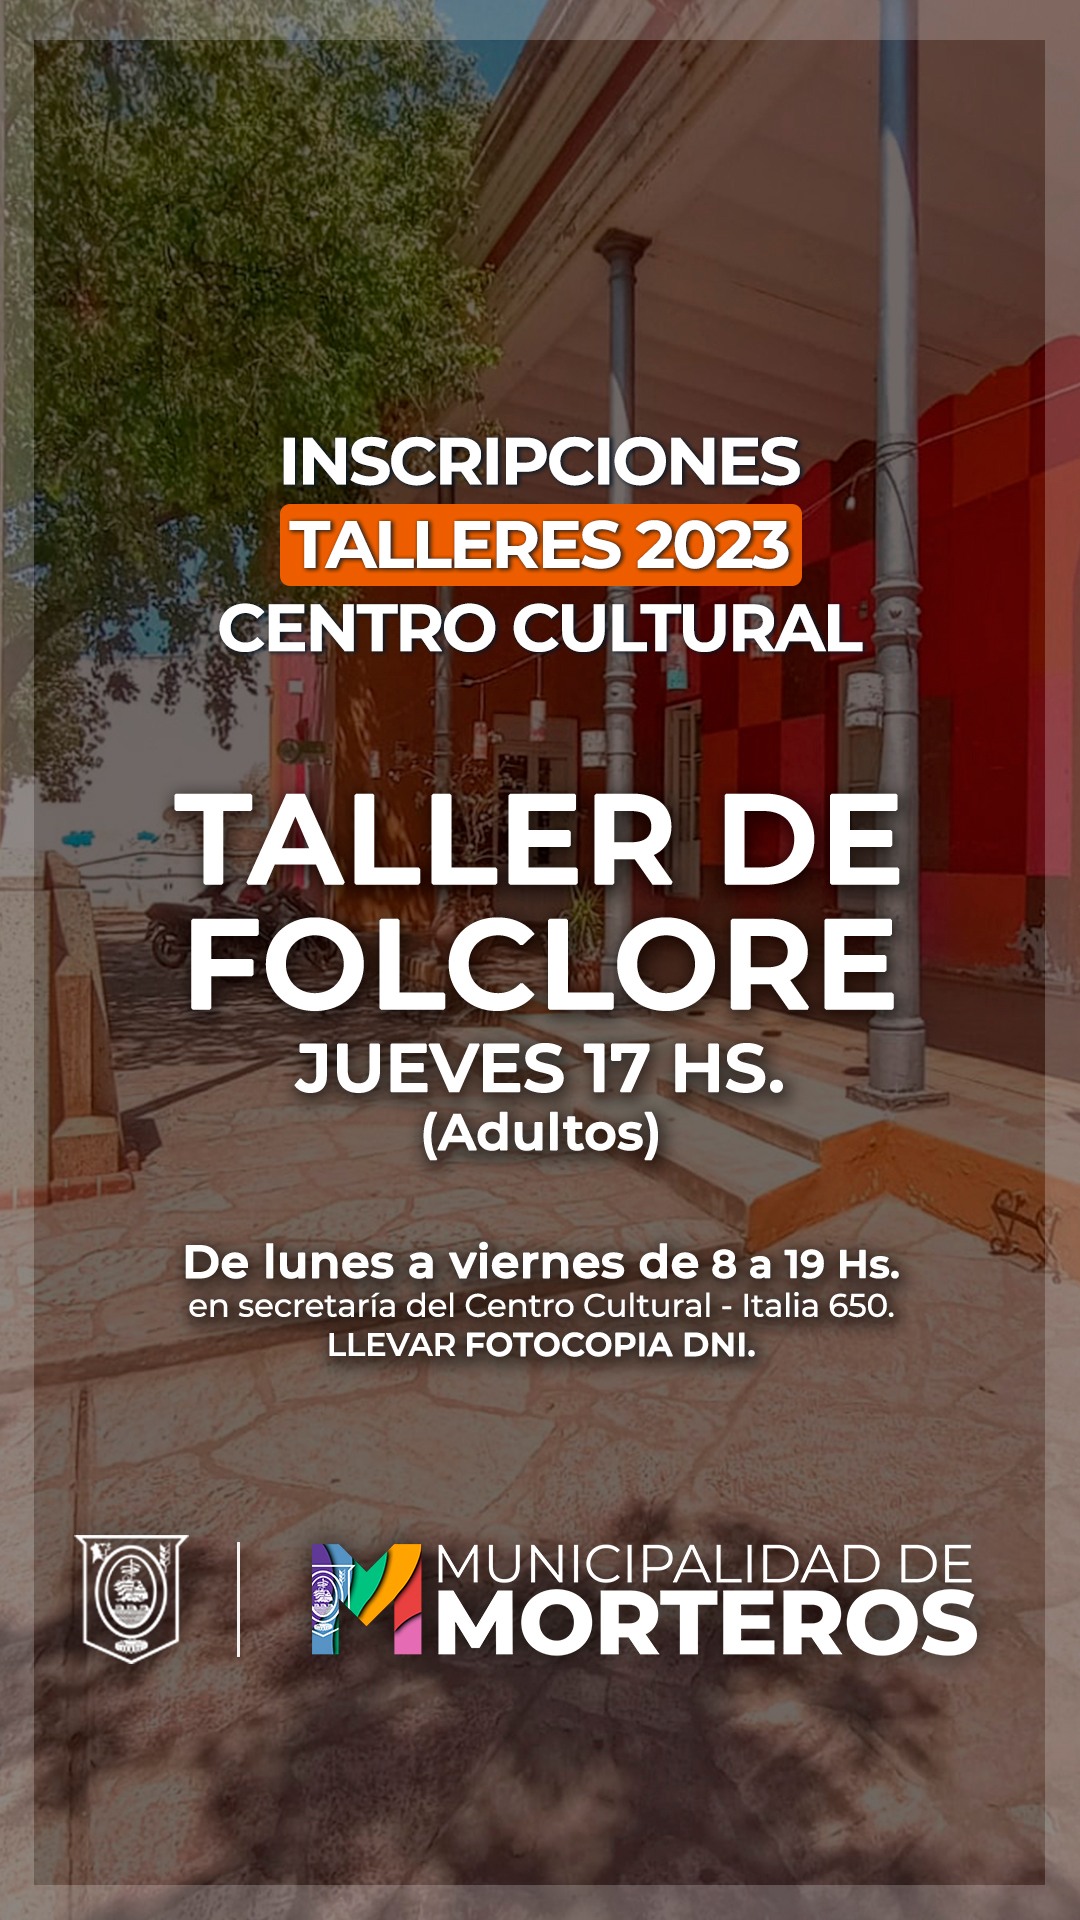 INSCRIPCIONES
TALLERES 2023
CENTRO CULTURAL
TALLER DE
FOLCLORE
JUEVES 17 HS.
(Adultos)
De lunes a viernes de 8 a 19 Hs.
en secretaría del Centro Cultural - Italia 650.
LLEVAR FOTOCOPIA DNI.
MUNICIPALIDAD DE
MORTEROS